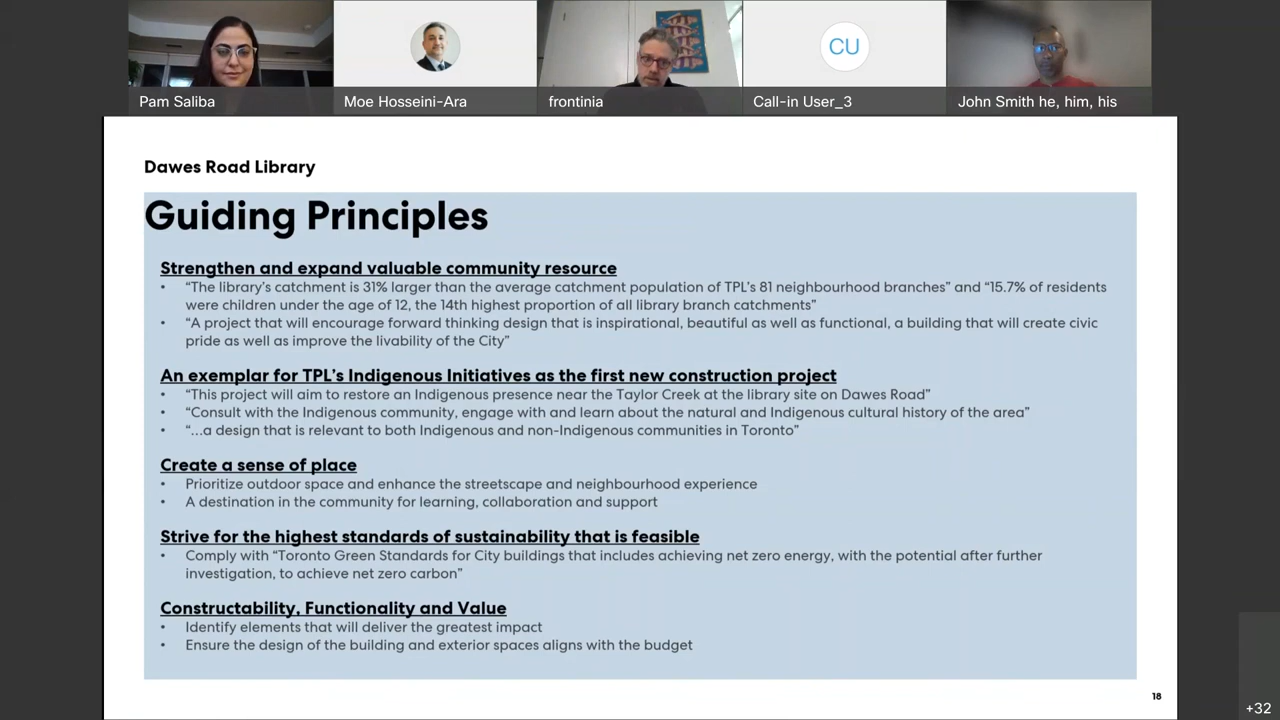 CU
Pam Saliba
Moe Hosseini-Ara
frontinia
Call-in User_3
John Smith he, him, his
Dawes Road Library
Guiding Principles
Strengthen and expand valuable community resource
• “The library’s catchment is 31% larger than the average catchment population of TPL’s 81 neighbourhood branches” and “15.7% of residents
were children under the age of 12, the 14th highest proportion of all library branch catchments”
• “A project that will encourage forward thinking design that is inspirational, beautiful as well as functional, a building that will create civic
pride as well as improve the livability of the City”
An exemplar for TPL’s Indigenous Initiatives as the first new construction project
• “This project will aim to restore an Indigenous presence near the Taylor Creek at the library site on Dawes Road”
• “Consult with the Indigenous community, engage with and learn about the natural and Indigenous cultural history of the area”
• “…a design that is relevant to both Indigenous and non-Indigenous communities in Toronto”
Create a sense of place
• Prioritize outdoor space and enhance the streetscape and neighbourhood experience
• A destination in the community for learning, collaboration and support
Strive for the highest standards of sustainability that is feasible
• Comply with “Toronto Green Standards for City buildings that includes achieving net zero energy, with the potential after further
investigation, to achieve net zero carbon”
Constructability, Functionality and Value
• Identify elements that will deliver the greatest impact
• Ensure the design of the building and exterior spaces aligns with the budget
18
+32